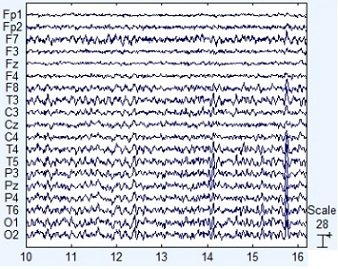 Fp1
Fp2
F7
F3
Fz
F4
F8
T3
C3
Cz
C4
T4
T5
P3
Pz
P4
T6
O1
O2
10 11 12 13 14 15 16
Scale
28
+